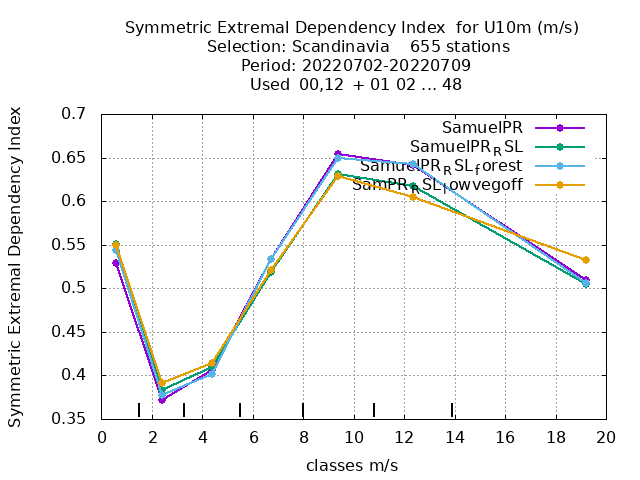 Symmetric Extremal Dependency Index  for U10m (m/s)
Selection: Scandinavia    655 stations
Period: 20220702-20220709
Used  00,12  + 01 02 ... 48
Symmetric Extremal Dependency Index
0.7
0.65
0.6
0.55
0.5
0.45
0.4
0.35
SamuelPR
SamuelPR_RSL
SamuelPR_RSL_forest
SamPR_RSL_lowvegoff
0 2 4 6 8 10 12 14 16 18 20
classes m/s